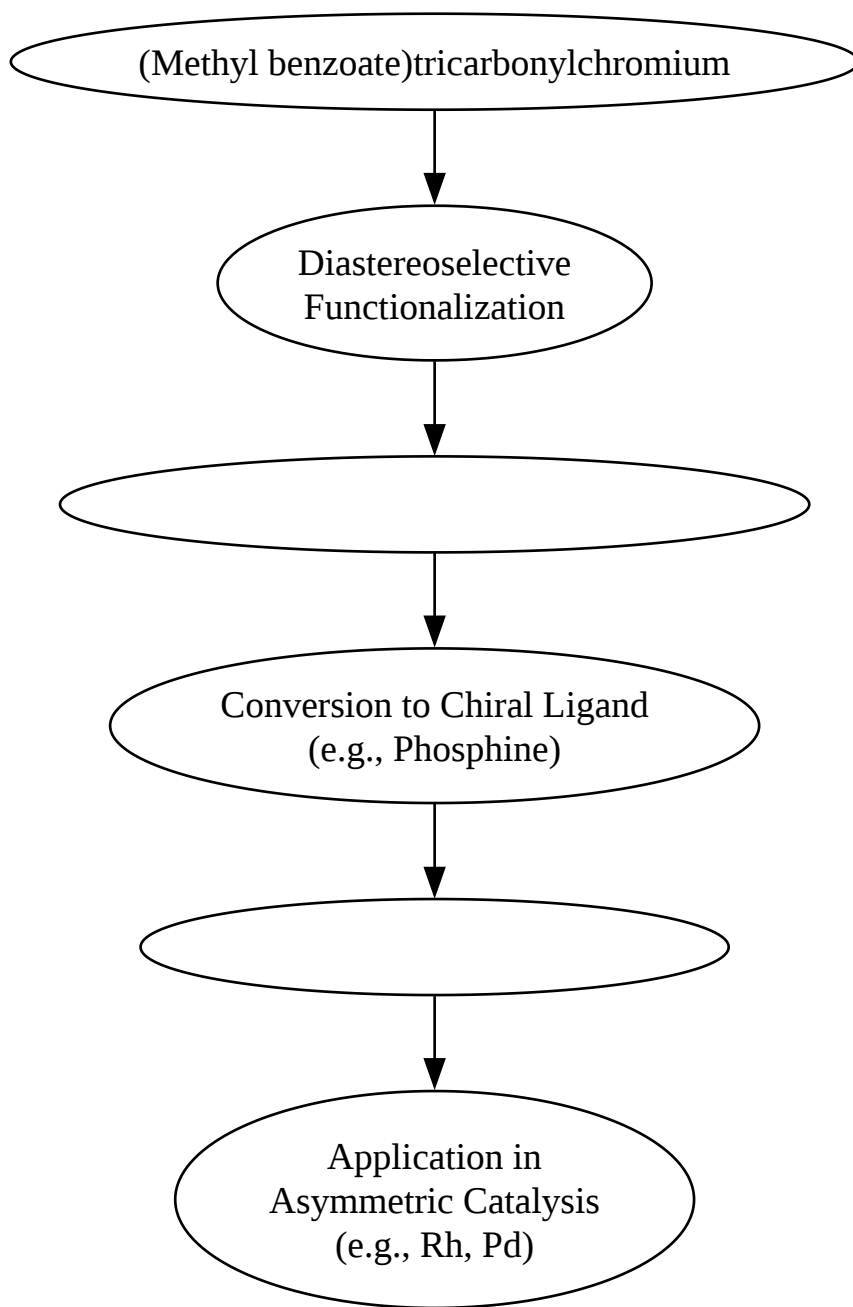 (Methyl benzoate)tricarbonylchromium
Diastereoselective
Functionalization
Conversion to Chiral Ligand
(e.g., Phosphine)
Application in
Asymmetric Catalysis
(e.g., Rh, Pd)